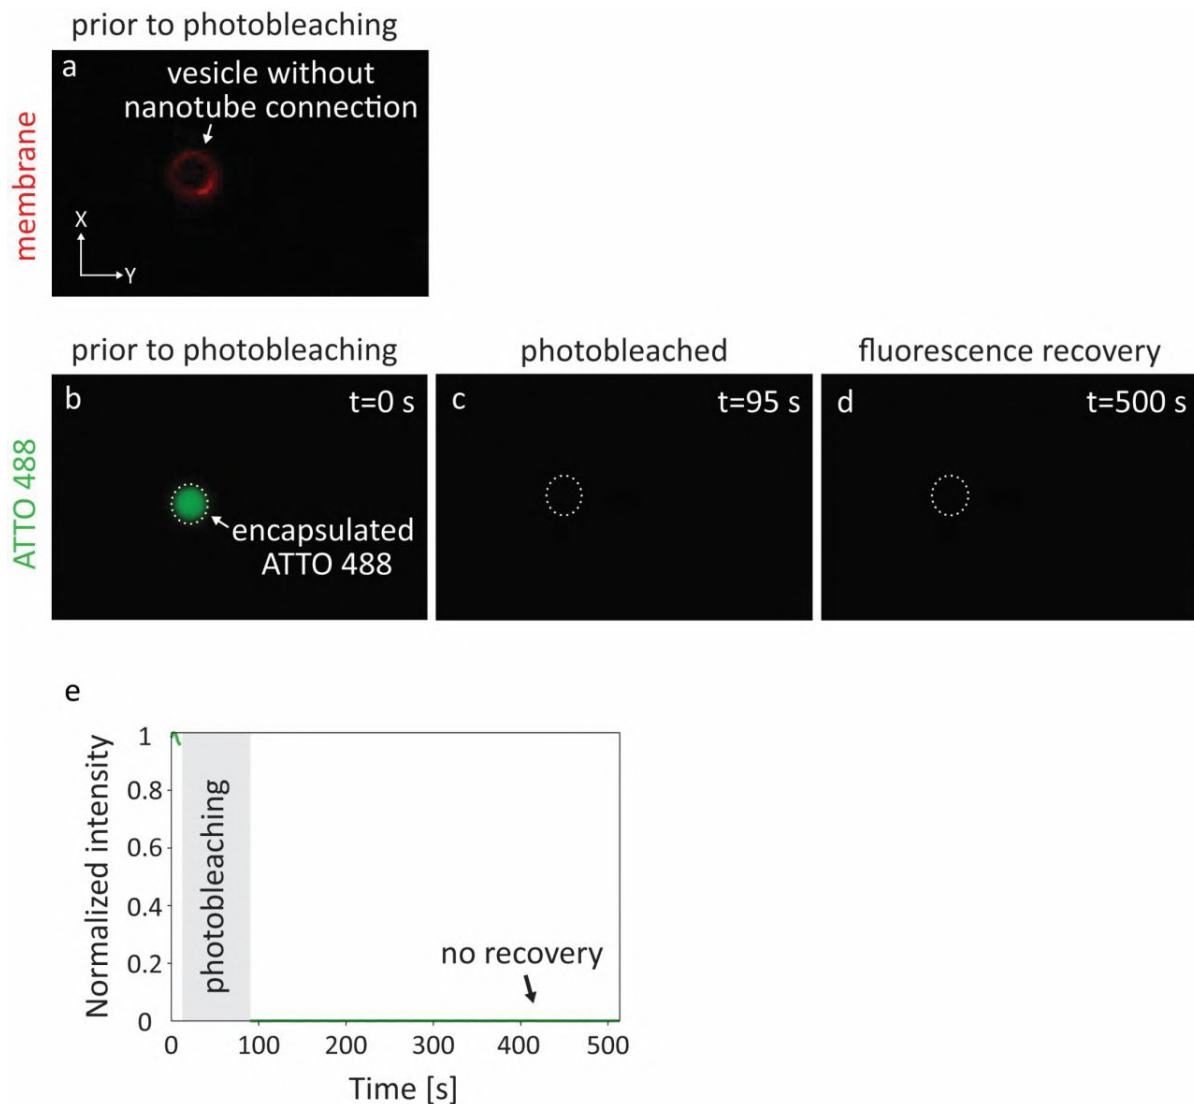 prior to photobleaching
a
vesicle without
nanotube connection
membrane
X
Y
prior to photobleaching
photobleached
fluorescence recovery
b
t=0 s
c
t=95 s
d
t=500 s
ATTO 488
encapsulated
ATTO 488
e
Normalized intensity
1
0.8
0.6
0.4
0.2
0
photobleaching
no recovery
0
100
200
300
400
500
Time [s]